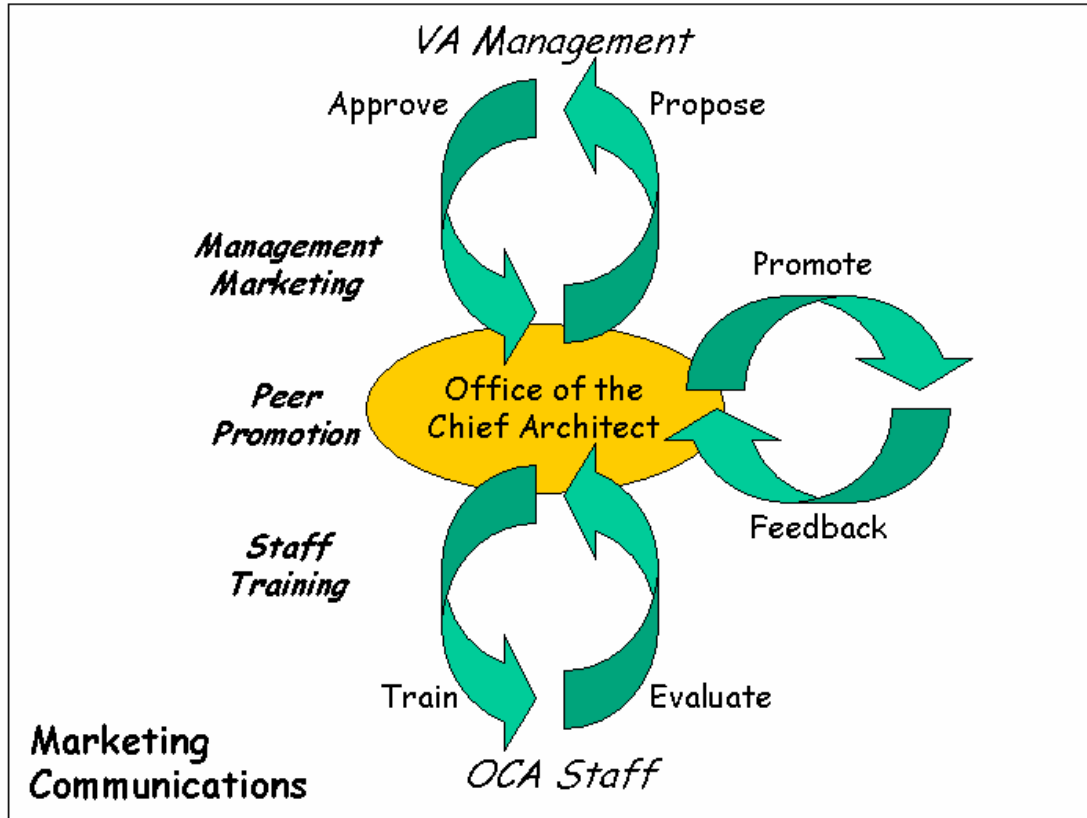 VA Management
Approve
Propose
Management
Marketing
Promote
Peer
Promotion
Office of the
Chief Architect
Feedback
Staff
Training
Train
Evaluate
OCA Staff
Marketing
Communications